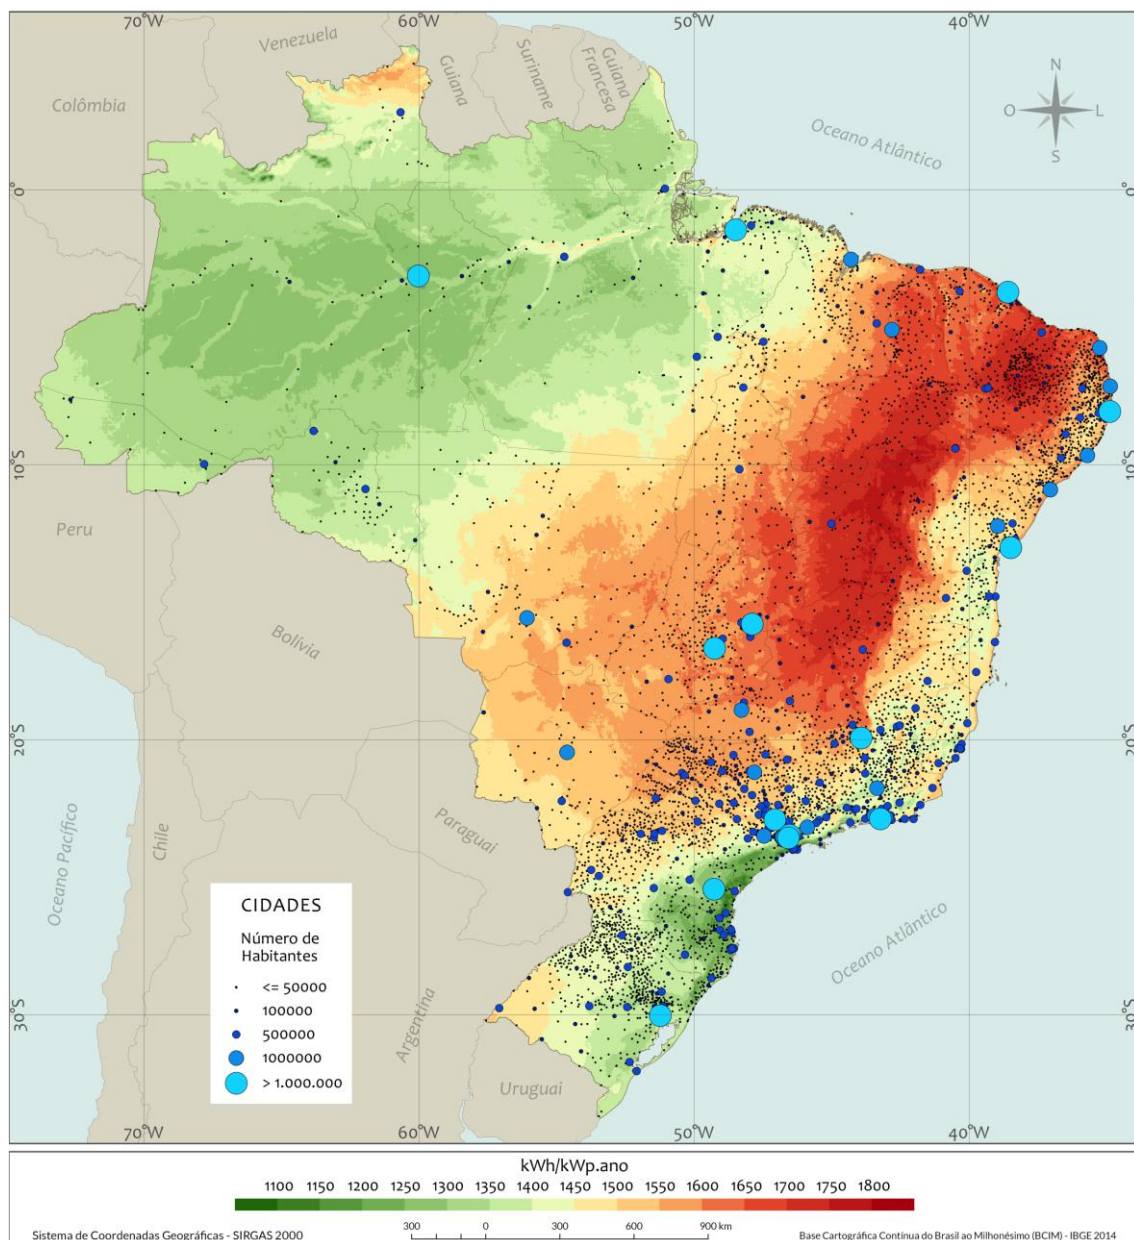 70°W
60°W
50°W
40°W
Venezuela
Guiana
Suriname
Guiana
Francesa
Colômbia
Oceano Atlântico
N
O
L
S
0°
0°
10°S
10°S
Peru
Bolívia
20°S
20°S
Oceano Pacífico
Chile
Paraguai
Argentina
Uruguai
Oceano Atlântico
30°S
30°S
CIDADES
Número de
Habitantes
<= 50000
100000
500000
1000000
> 1.000.000
70°W
60°W
50°W
40°W
kWh/kWp.ano
1100 1150 1200 1250 1350 1350 1400 1450 1500 1550 1600 1650 1700 1750 1800
300 0 300 600 900 km
Sistema de Coordenadas Geográficas - SIRGAS 2000
Base Cartográfica Contínua do Brasil ao Milhonésimo (BCIM) - IBGE 2014